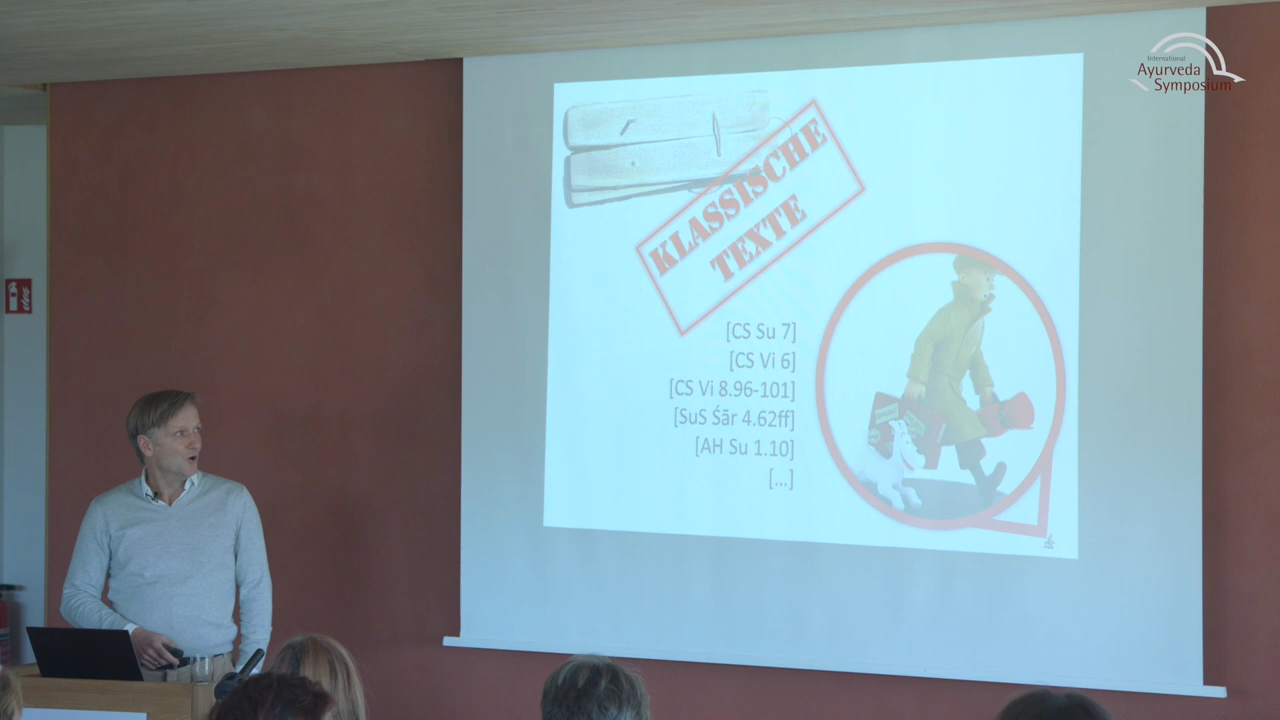 International
Ayurveda
Symposium
KLASSISCHE
TEXTE
[CS Su 7]
[CS Vi 6]
[CS Vi 8.96-101]
[SuS Śār 4.62ff]
[AH Su 1.10]
[...]